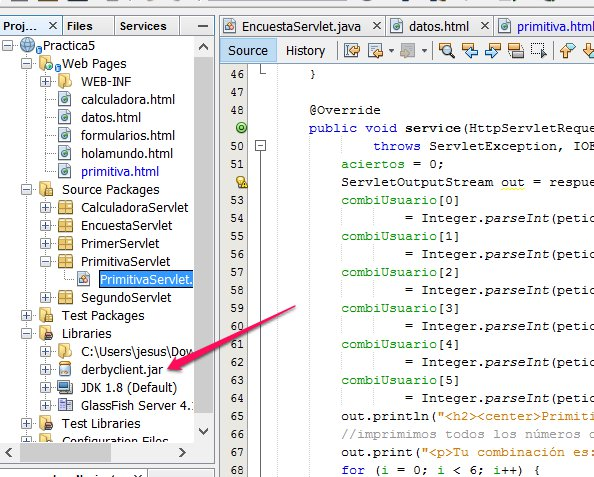 Proj... Files Services
Practica5
Web Pages
WEB-INF
calculadora.html
datos.html
formularios.html
holamundo.html
primitiva.html
Source Packages
CalculadoraServlet
EncuestaServlet
PrimerServlet
PrimitivaServlet
PrimitivaServlet.
SegundoServlet
Test Packages
Libraries
C:\Users\jesus\Dow
derbyclient.jar
JDK 1.8 (Default)
GlassFish Server 4.
Test Libraries
Configuration Files
EncuestaServlet.java datos.html primitiva.html
Source History
46 }
47
48 @Override
public void service(HttpServletReque
50 throws ServletException, IOE
51 aciertos = 0;
ServletOutputStream out = respue
53 combiUsuario[0]
54 = Integer.parseInt(petic
55 combiUsuario[1]
56 = Integer.parseInt(petic
57 combiUsuario[2]
58 = Integer.parseInt(petic
59 combiUsuario[3]
60 = Integer.parseInt(petic
61 combiUsuario[4]
62 = Integer.parseInt(petic
63 combiUsuario[5]
64 = Integer.parseInt(petic
65 out.println("<h2><center>Primiti
66 //imprimimos todos los números c
67 out.print("<p>Tu combinación es:
68 for (i = 0; i < 6; i++) {